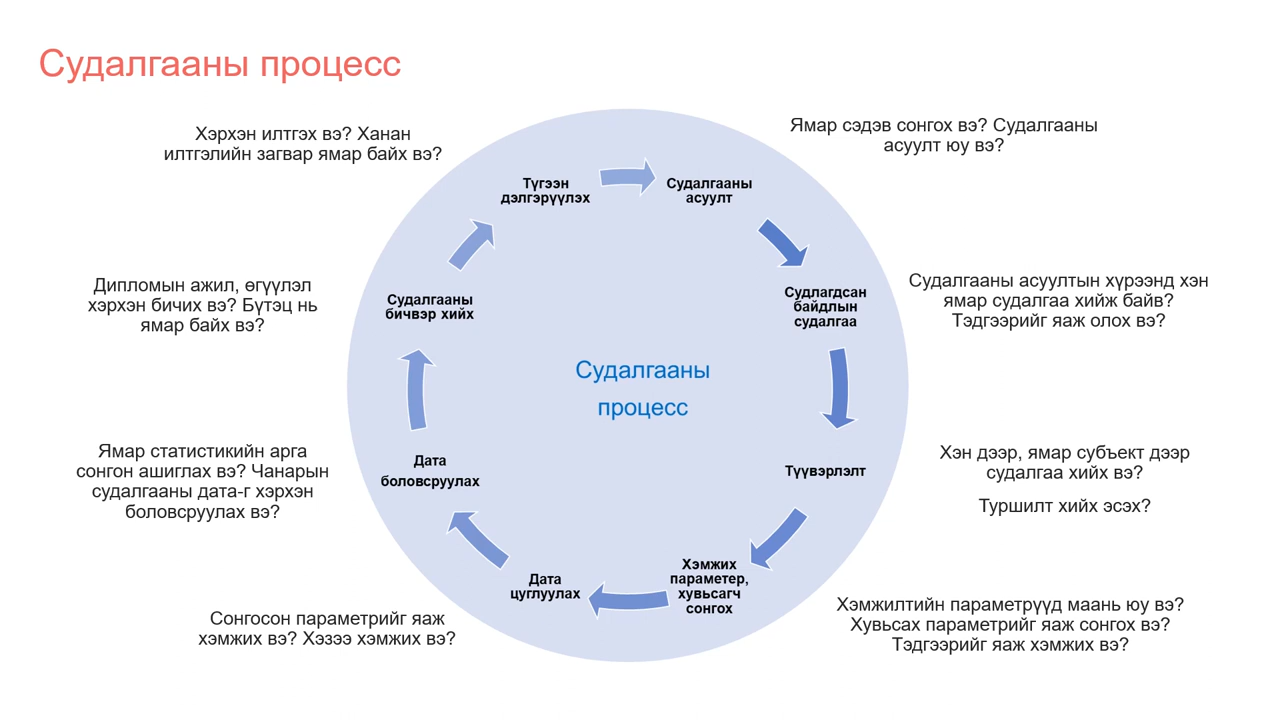 Судалгааны процесс
Хэрхэн илтгэх вэ? Ханан
илтгэлийн загвар ямар байх вэ?
Ямар сэдэв сонгох вэ? Судалгааны
асуулт юу вэ?
Түгээн
дэлгэрүүлэх
Судалгааны
асуулт
Дипломын ажил, өгүүлэл
хэрхэн бичих вэ? Бүтэц нь
ямар байх вэ?
Судалгааны
бичвэр хийх
Судлагдсан
байдлын
судалгаа
Судалгааны асуултын хүрээнд хэн
ямар судалгаа хийж байв?
Тэдгээрийг яаж олох вэ?
Судалгааны
процесс
Ямар статистикийн арга
сонгон ашиглах вэ? Чанарын
судалгааны дата-г хэрхэн
боловсруулах вэ?
Дата
боловсруулах
Түүвэрлэлт
Хэн дээр, ямар субъект дээр
судалгаа хийх вэ?
Туршилт хийх эсэх?
Дата
цуглуулах
Хэмжих
параметер,
хувьсагч
сонгох
Сонгосон параметрийг яаж
хэмжих вэ? Хэзээ хэмжих вэ?
Хэмжилтийн параметрүүд маань юу вэ?
Хувьсах параметрийг яаж сонгох вэ?
Тэдгээрийг яаж хэмжих вэ?